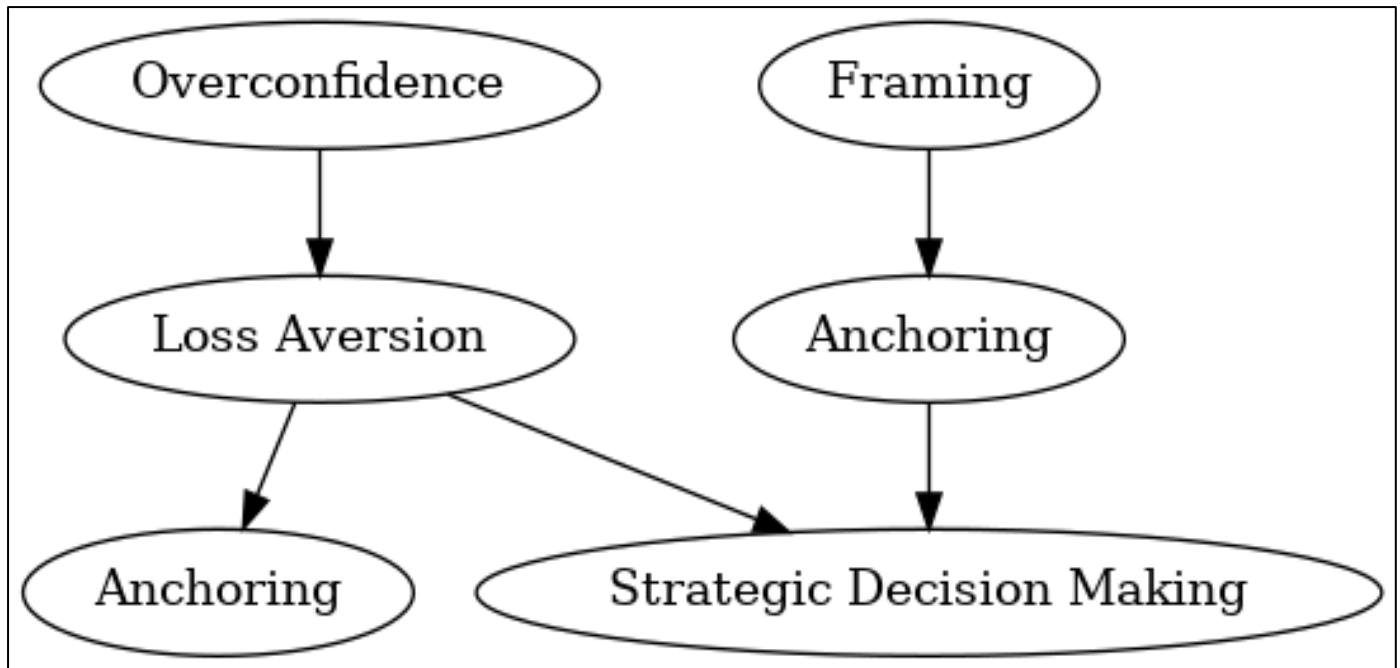 Overconfidence
Framing
Loss Aversion
Anchoring
Anchoring
Strategic Decision Making